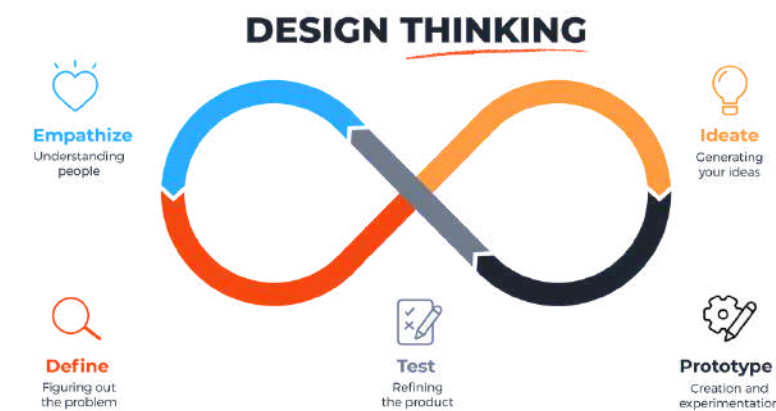 DESIGN THINKING
Empathize
Understanding
people
Ideate
Generating
your ideas
Define
Figuring out
the problem
Test
Refining
the product
Prototype
Creation and
experimentation